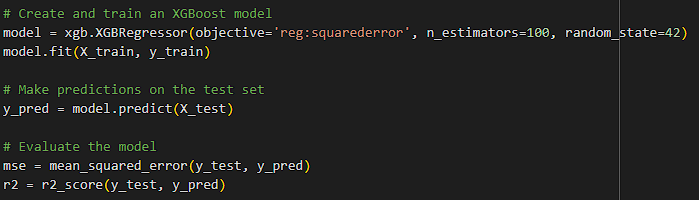 # Create and train an XGBoost model
model = xgb.XGBRegressor(objective='reg:squarederror', n_estimators=100, random_state=42)
model.fit(X_train, y_train)
# Make predictions on the test set
y_pred = model.predict(X_test)
# Evaluate the model
mse = mean_squared_error(y_test, y_pred)
r2 = r2_score(y_test, y_pred)